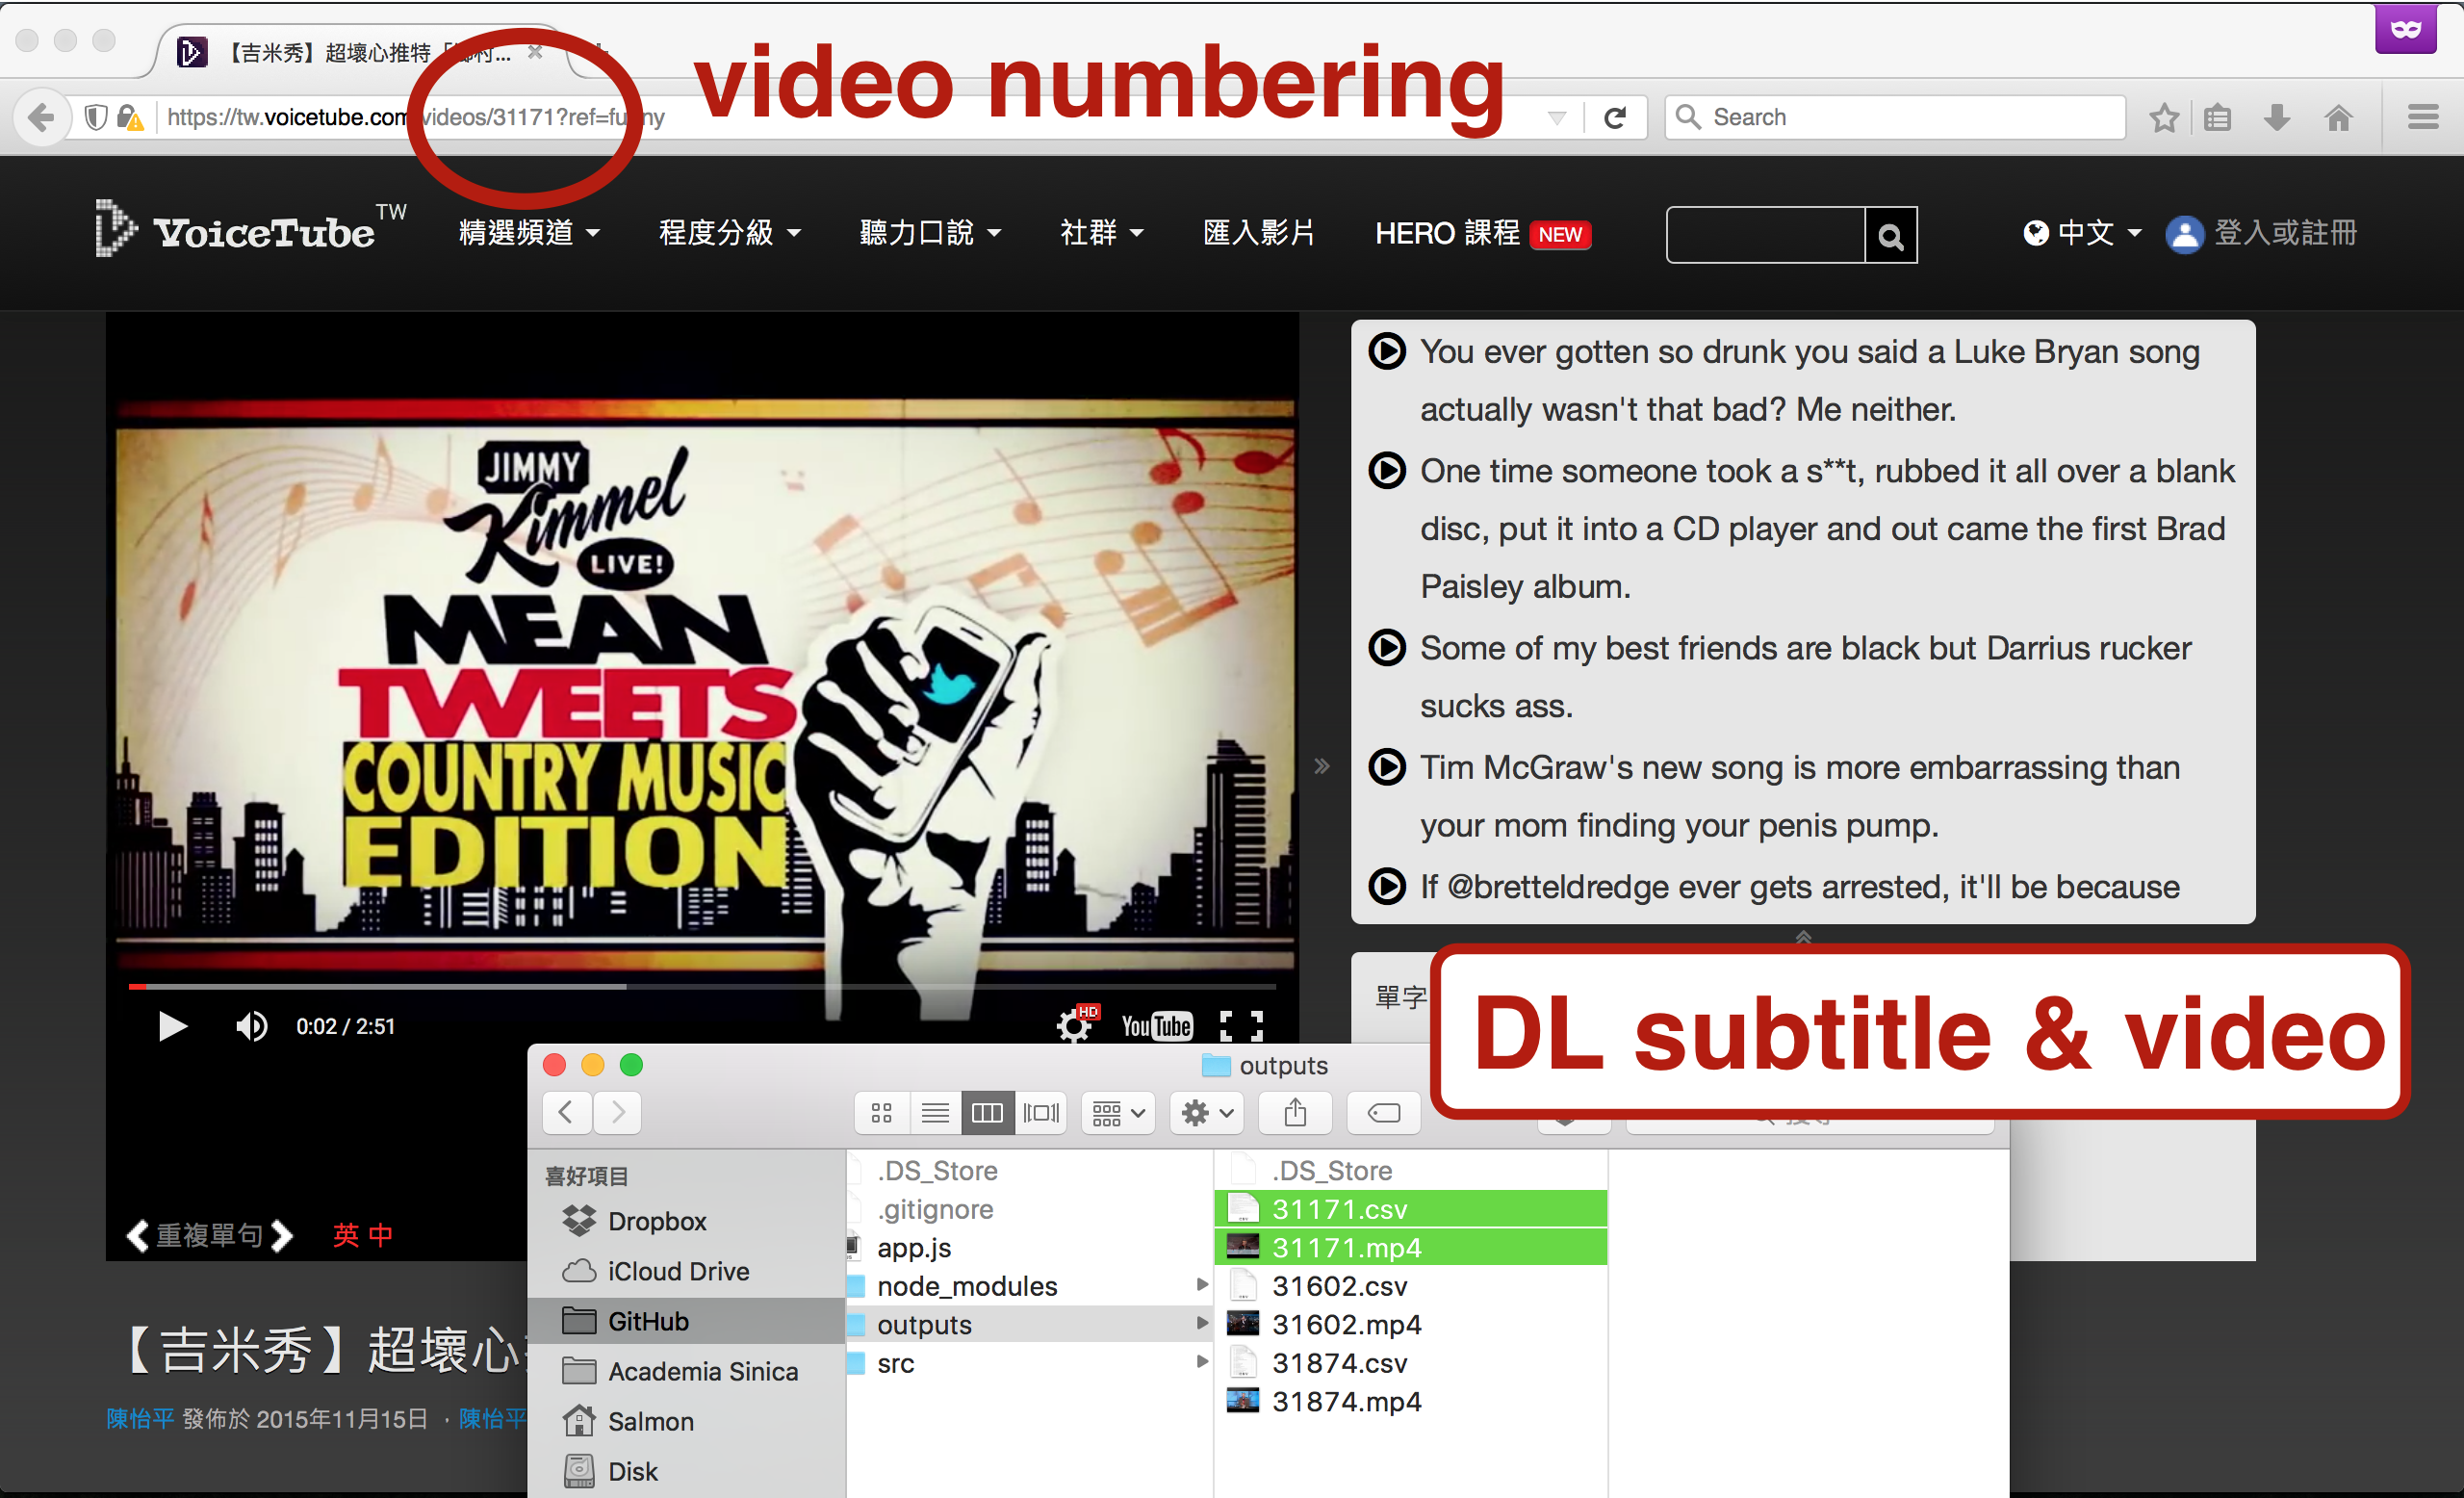 【吉米秀】超壞心推特「鄉村...
video numbering
https://tw.voicetube.com/videos/31171?ref=funny
Search
VoiceTube TW
精選頻道
程度分級
聽力口說
社群
匯入影片
HERO 課程 NEW
中文
登入或註冊
JIMMY
Kimmel
LIVE!
MEAN
TWEETS
COUNTRY MUSIC
EDITION
0:02 / 2:51
HD
YouTube
重複單句
英 中
You ever gotten so drunk you said a Luke Bryan song
actually wasn't that bad? Me neither.
One time someone took a s**t, rubbed it all over a blank
disc, put it into a CD player and out came the first Brad
Paisley album.
Some of my best friends are black but Darrius rucker
sucks ass.
Tim McGraw's new song is more embarrassing than
your mom finding your penis pump.
If @bretteldredge ever gets arrested, it'll be because
單字
DL subtitle & video
【吉米秀】超壞心
陳怡平 發佈於 2015年11月15日 ・陳怡平
outputs
喜好項目
Dropbox
iCloud Drive
GitHub
Academia Sinica
Salmon
Disk
.DS_Store
.gitignore
app.js
node_modules
outputs
src
.DS_Store
31171.csv
31171.mp4
31602.csv
31602.mp4
31874.csv
31874.mp4